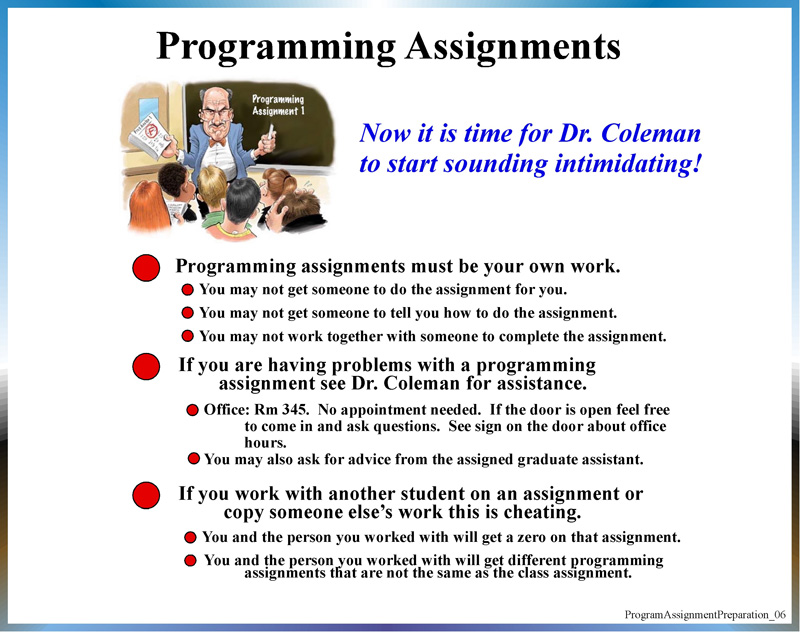 Programming Assignments
Programming
Assignment 1
Now it is time for Dr. Coleman
to start sounding intimidating!
Programming assignments must be your own work.
You may not get someone to do the assignment for you.
You may not get someone to tell you how to do the assignment.
You may not work together with someone to complete the assignment.
If you are having problems with a programming
assignment see Dr. Coleman for assistance.
Office: Rm 345. No appointment needed. If the door is open feel free
to come in and ask questions. See sign on the door about office
hours.
You may also ask for advice from the assigned graduate assistant.
If you work with another student on an assignment or
copy someone else’s work this is cheating.
You and the person you worked with will get a zero on that assignment.
You and the person you worked with will get different programming
assignments that are not the same as the class assignment.
ProgramAssignmentPreparation_06